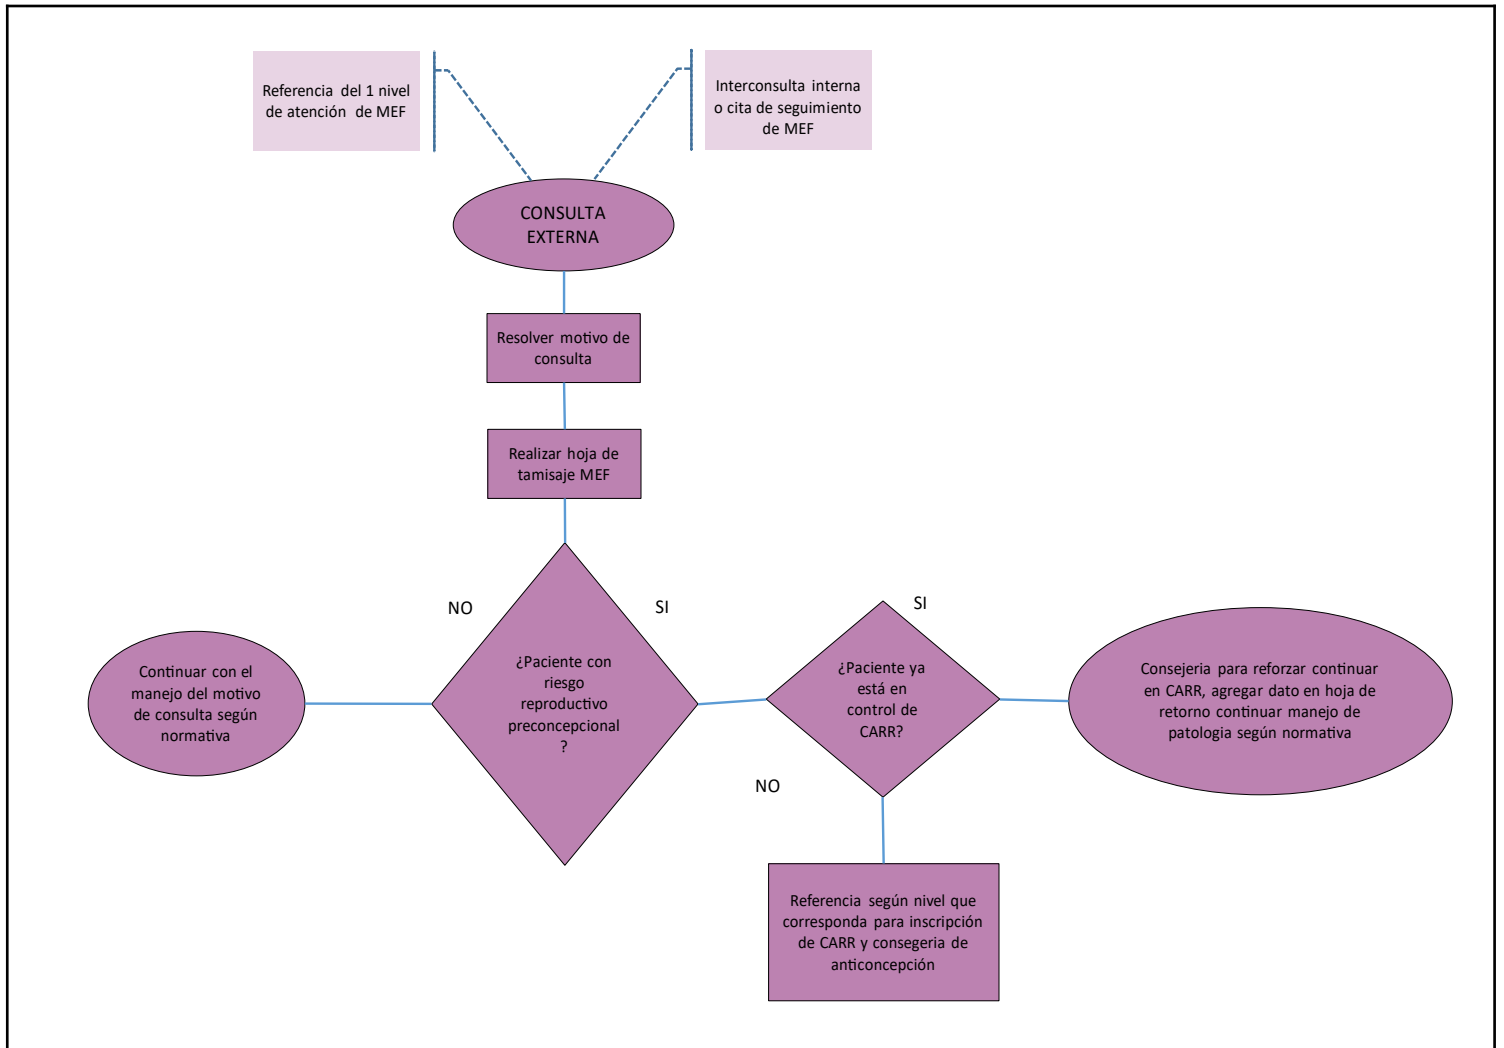 Referencia del 1 nivel
de atención de MEF
Interconsulta interna
o cita de seguimiento
de MEF
CONSULTA
EXTERNA
Resolver motivo de
consulta
Realizar hoja de
tamisaje MEF
NO
SI
¿Paciente con
riesgo
reproductivo
preconcepcional
?
Continuar con el
manejo del motivo
de consulta según
normativa
SI
¿Paciente ya
está en
control de
CARR?
NO
Consejeria para reforzar continuar
en CARR, agregar dato en hoja de
retorno continuar manejo de
patologia según normativa
Referencia según nivel que
corresponda para inscripción
de CARR y consegeria de
anticoncepción